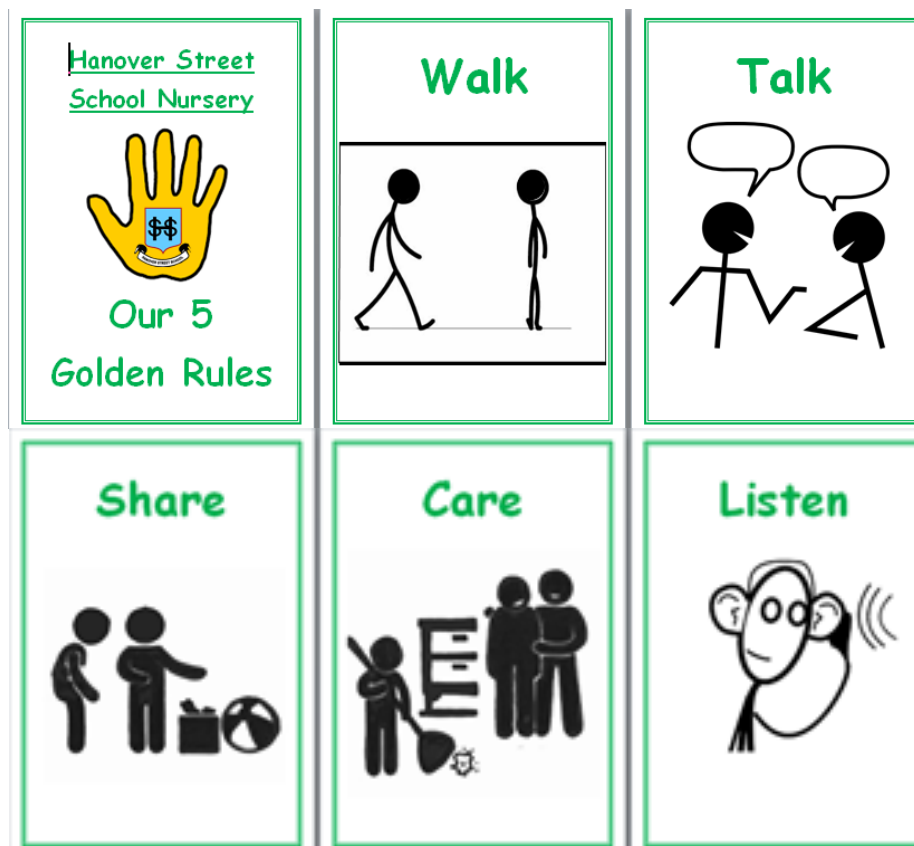 Hanover Street
School Nursery
Our 5
Golden Rules
Walk
Talk
Share
Care
Listen